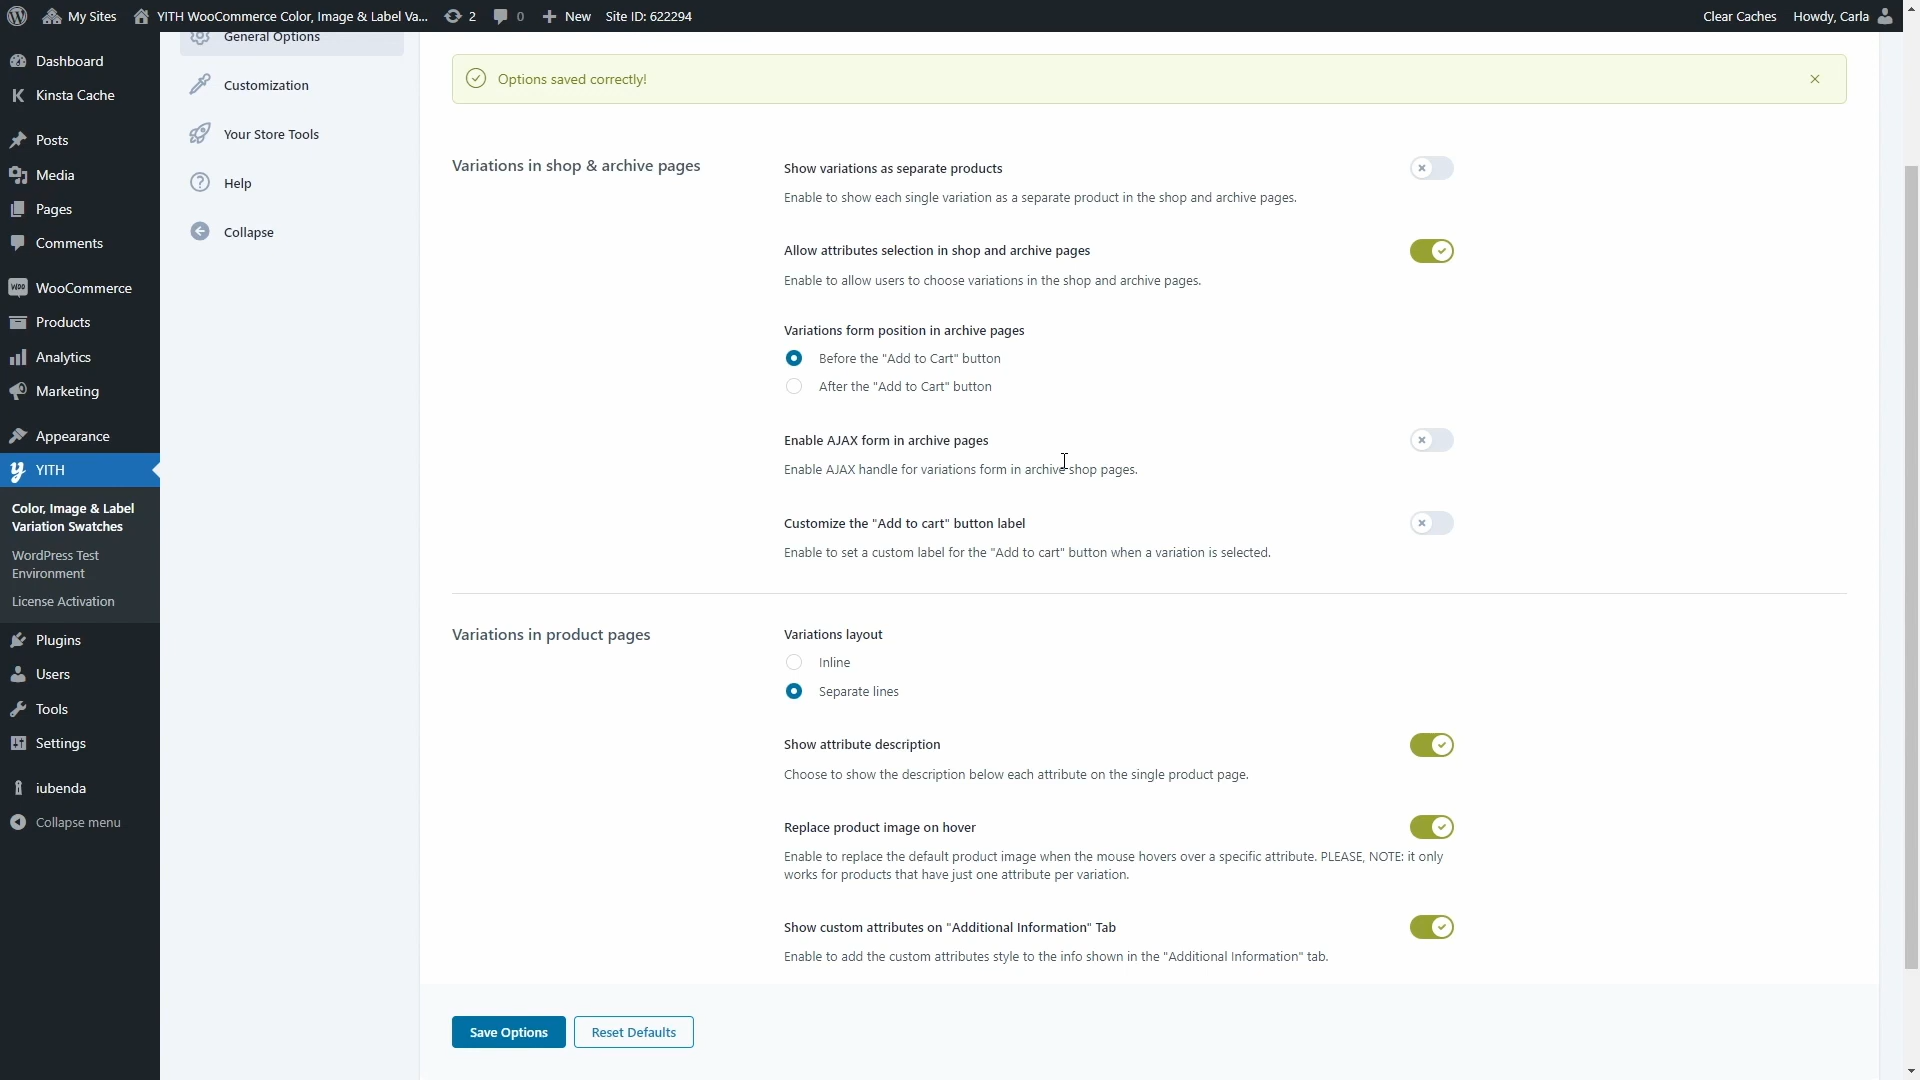 My Sites
YITH WooCommerce Color, Image & Label Va...
2
0
New
Site ID: 622294
Clear Caches
Howdy, Carla
Dashboard
Kinsta Cache
Posts
Media
Pages
Comments
WooCommerce
Products
Analytics
Marketing
Appearance
YITH
Color, Image & Label
Variation Swatches
WordPress Test
Environment
License Activation
Plugins
Users
Tools
Settings
iubenda
Collapse menu
General Options
Customization
Your Store Tools
Help
Collapse
Options saved correctly!
Variations in shop & archive pages
Show variations as separate products
Enable to show each single variation as a separate product in the shop and archive pages.
Allow attributes selection in shop and archive pages
Enable to allow users to choose variations in the shop and archive pages.
Variations form position in archive pages
Before the "Add to Cart" button
After the "Add to Cart" button
Enable AJAX form in archive pages
Enable AJAX handle for variations form in archive shop pages.
Customize the "Add to cart" button label
Enable to set a custom label for the "Add to cart" button when a variation is selected.
Variations in product pages
Variations layout
Inline
Separate lines
Show attribute description
Choose to show the description below each attribute on the single product page.
Replace product image on hover
Enable to replace the default product image when the mouse hovers over a specific attribute. PLEASE, NOTE: it only
works for products that have just one attribute per variation.
Show custom attributes on "Additional Information" Tab
Enable to add the custom attributes style to the info shown in the "Additional Information" tab.
Save Options
Reset Defaults